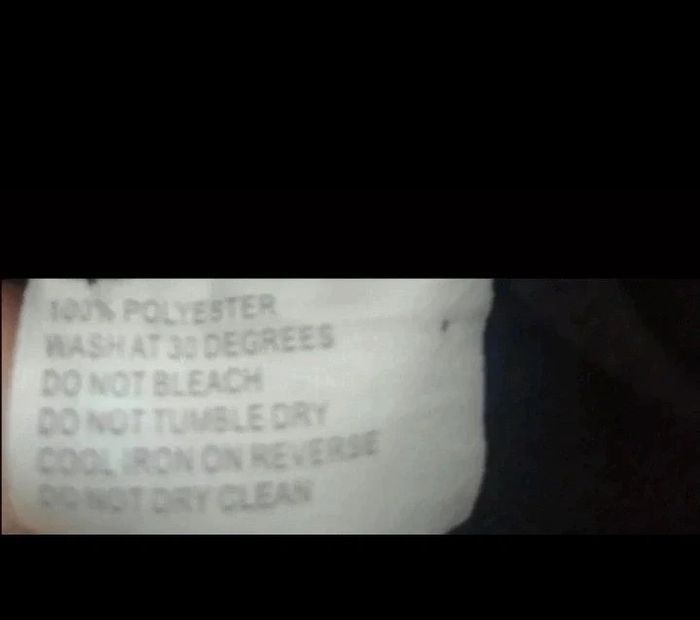 100% POLYESTER
WASH AT 30 DEGREES
DO NOT BLEACH
DO NOT TUMBLE DRY
COOL IRON ON REVERSE
DO NOT DRY CLEAN